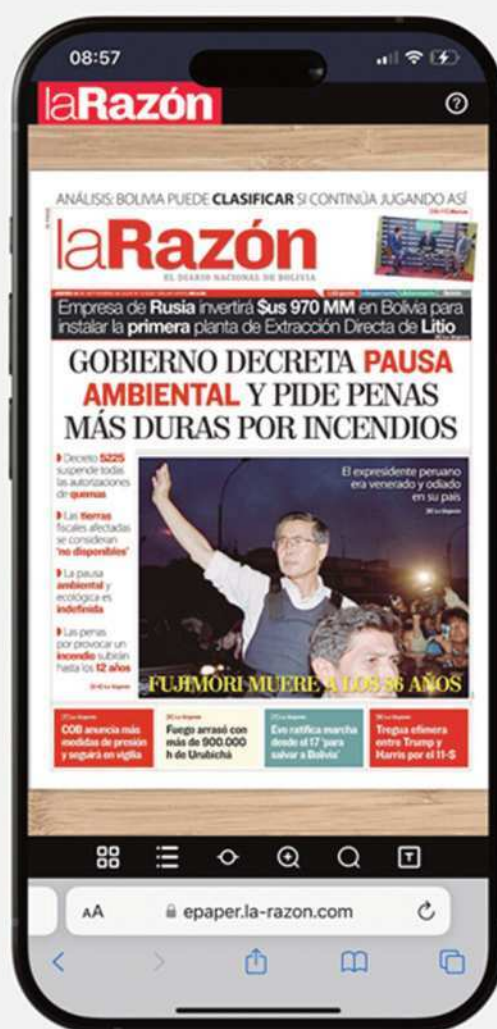 08:57
laRazón
ANÁLISIS: BOLIVIA PUEDE CLASIFICAR SI CONTINÚA JUGANDO ASÍ
laRazón
EL DIARIO NACIONAL DE BOLIVIA
Empresa de Rusia invertirá $us 970 MM en Bolivia para
instalar la primera planta de Extracción Directa de Litio
GOBIERNO DECRETA PAUSA
AMBIENTAL Y PIDE PENAS
MÁS DURAS POR INCENDIOS
Decreto 5225
suspende todas
las autorizaciones
de quemas
Las tierras
fiscales afectadas
se consideran
'no disponibles'
La pausa
ambiental y
ecológica es
indefinida
Las penas
por provocar un
incendio subirán
hasta los 12 años
El expresidente peruano
era venerado y odiado
en su país
FUJIMORI MUERE A LOS 86 AÑOS
COB anuncia más
medidas de presión
y seguirá en vigilia
Fuego arrasó con
más de 900.000
h de Urubichá
Evo ratifica marcha
desde el 17 'para
salvar a Bolivia'
Tregua efímera
entre Trump y
Harris por el 11-S
T
AA
epaper.la-razon.com